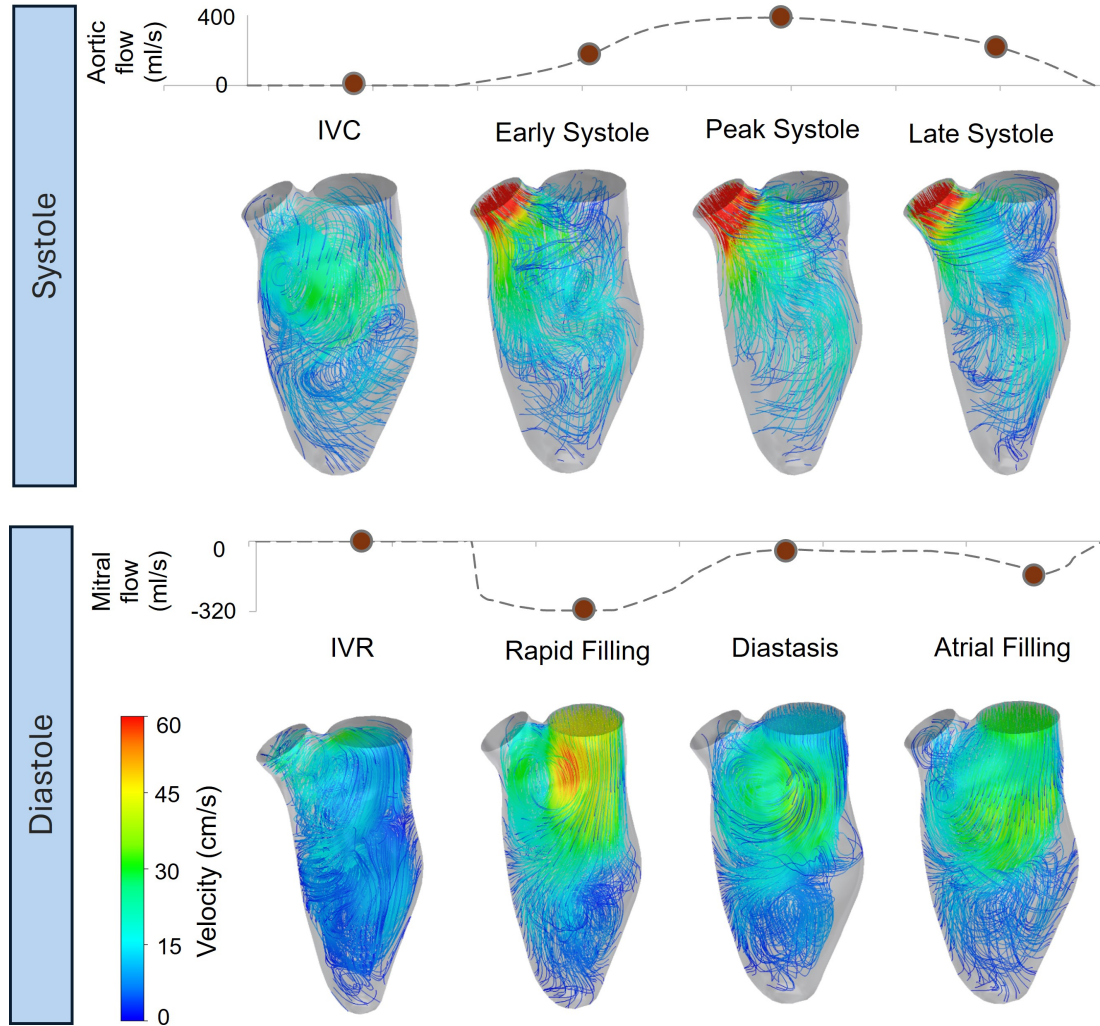 Systole
Aortic
flow
(ml/s)
400
0
IVC
Early Systole
Peak Systole
Late Systole
Diastole
Mitral
flow
(ml/s)
0
-320
IVR
Rapid Filling
Diastasis
Atrial Filling
60
45
30
15
0
Velocity (cm/s)